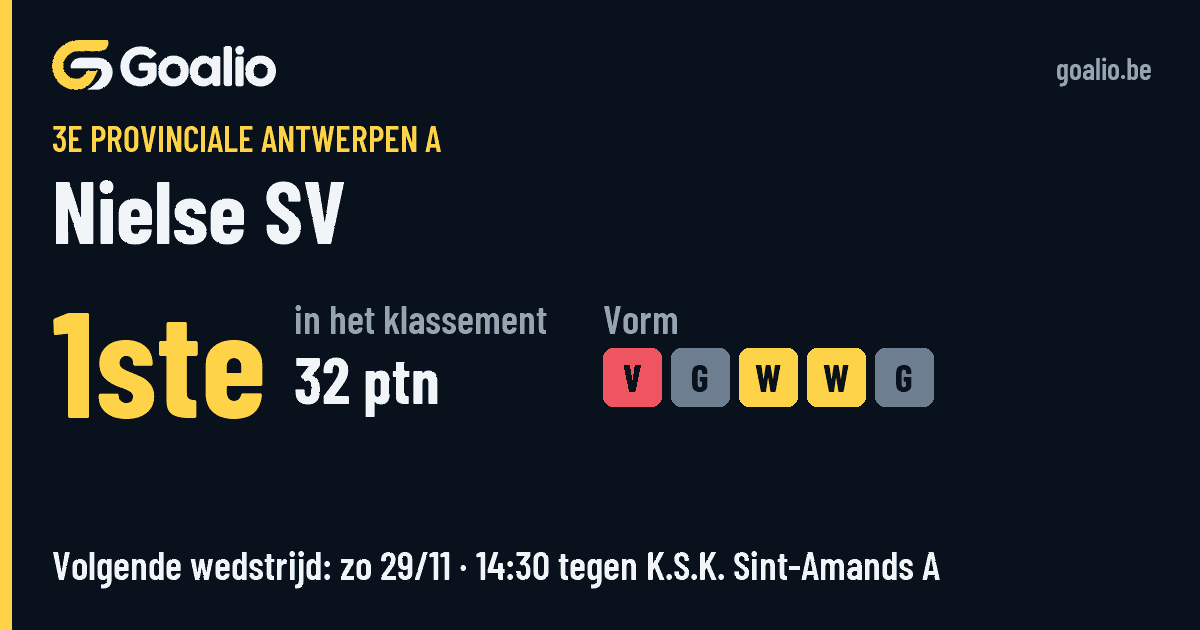 Goalio
goalio.be
3E PROVINCIALE ANTWERPEN A
Nielse SV
1ste
in het klassement
32 ptn
Vorm
V G W W G
Volgende wedstrijd: zo 29/11 · 14:30 tegen K.S.K. Sint-Amands A